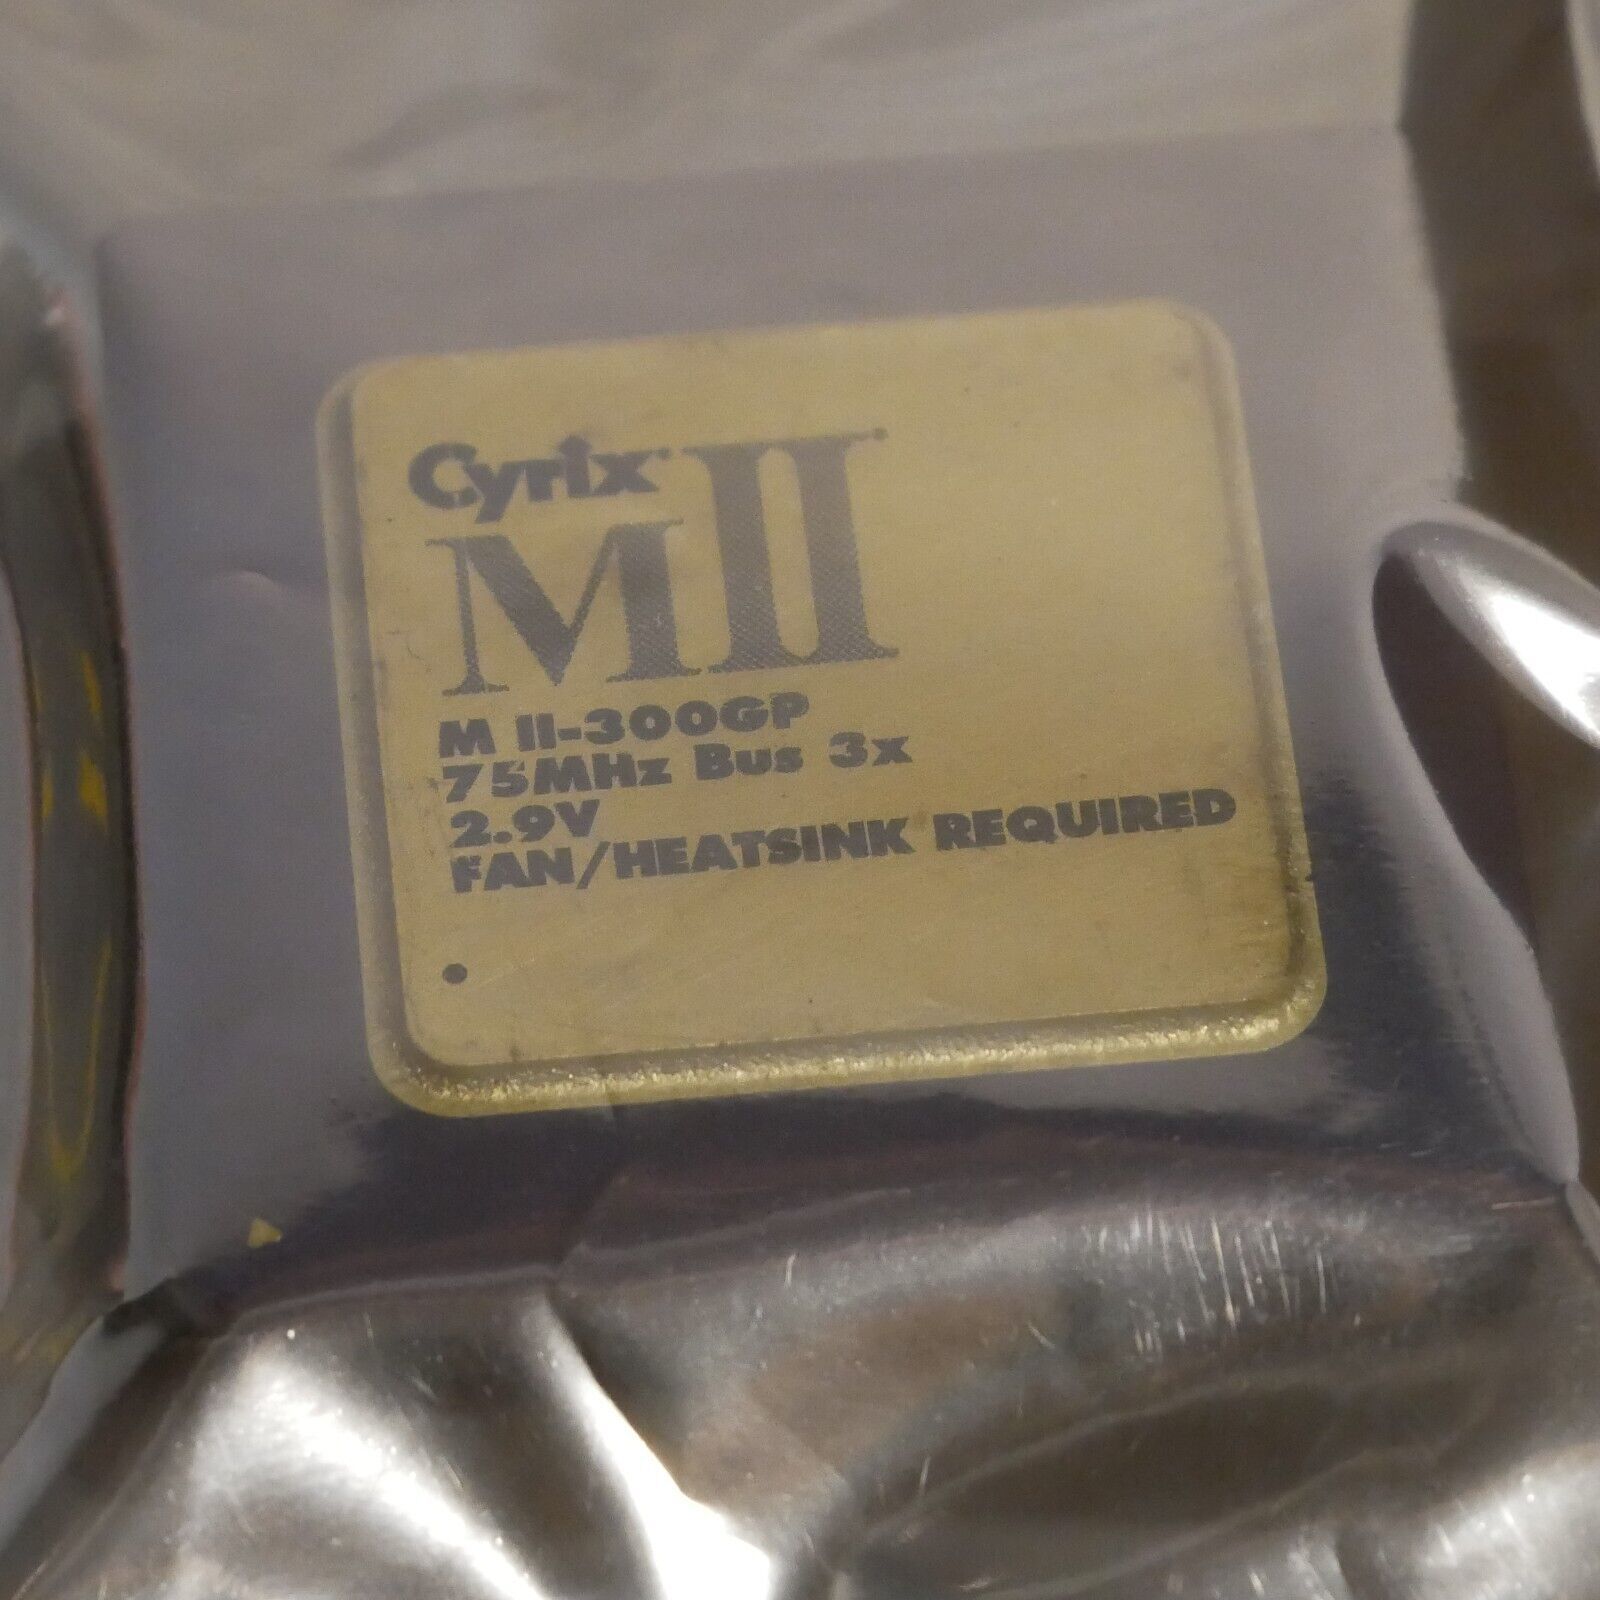 Cyrix
MII
M II-300GP
75MHz Bus 3x
2.9V
FAN/HEATSINK REQUIRED